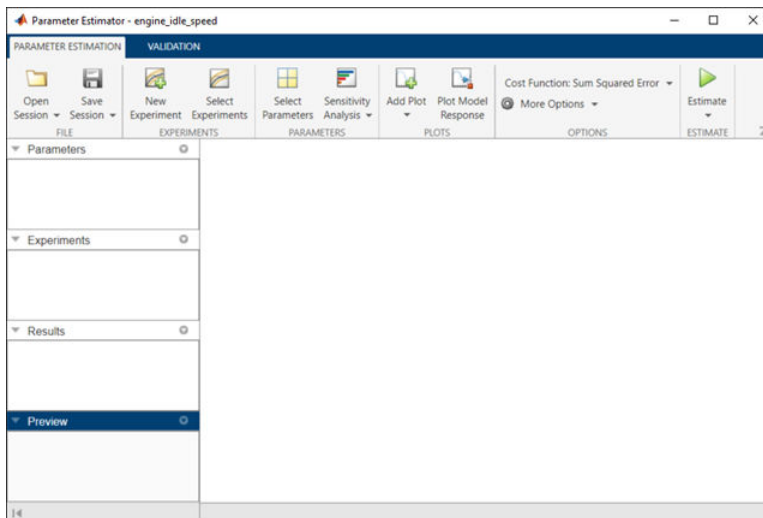 Parameter Estimator - engine_idle_speed
PARAMETER ESTIMATION VALIDATION
Open Session
Save Session
New Experiment
Select Experiments
Select Parameters
Sensitivity Analysis
Add Plot
Plot Model Response
Cost Function: Sum Squared Error
More Options
Estimate
FILE EXPERIMENTS PARAMETERS PLOTS OPTIONS ESTIMATE
Parameters
Experiments
Results
Preview